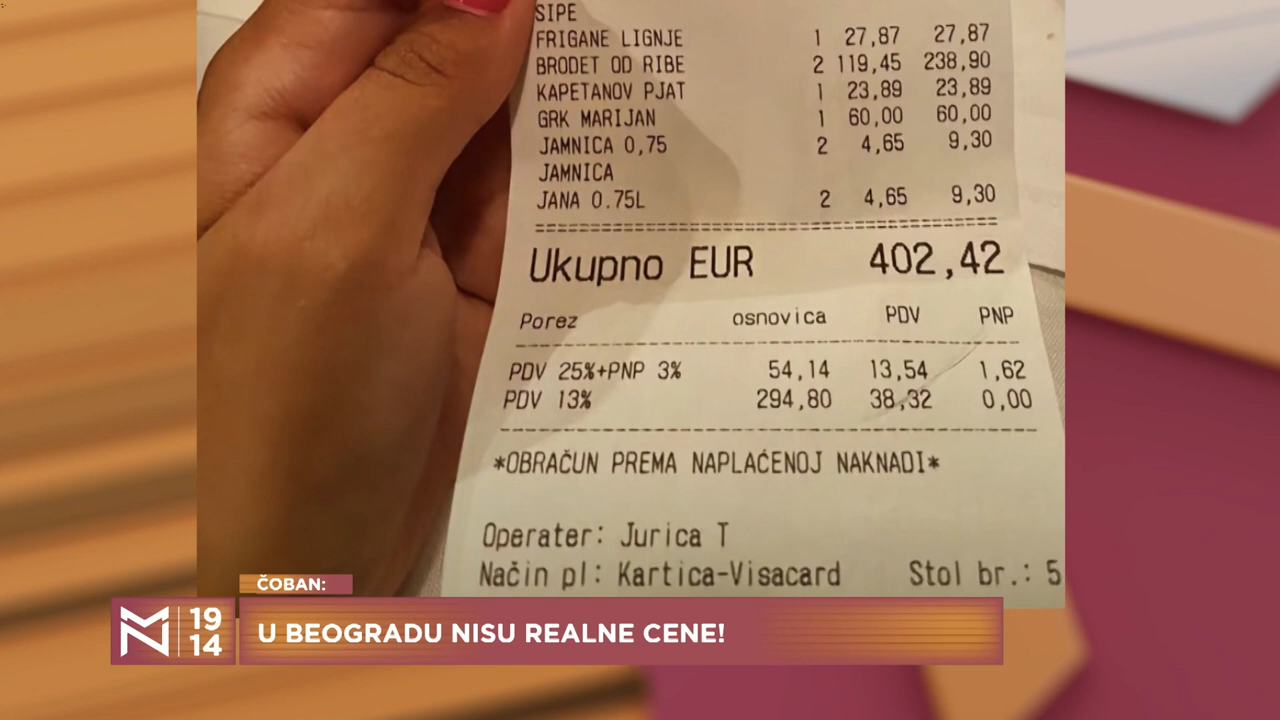 SIPE
FRIGANE LIGNJE 1 27,87 27,87
BRODET OD RIBE 2 119,45 238,90
KAPETANOV PJAT 1 23,89 23,89
GRK MARIJAN 1 60,00 60,00
JAMNICA 0,75 2 4,65 9,30
JAMNICA
JANA 0.75L 2 4,65 9,30
Ukupno EUR 402,42
Porez osnovica PDV PNP
PDV 25%+PNP 3% 54,14 13,54 1,62
PDV 13% 294,80 38,32 0,00
*OBRAČUN PREMA NAPLAĆENOJ NAKNADI*
Operater: Jurica T
Način pl: Kartica-Visacard Stol br.: 5
ČOBAN:
19
14
U BEOGRADU NISU REALNE CENE!